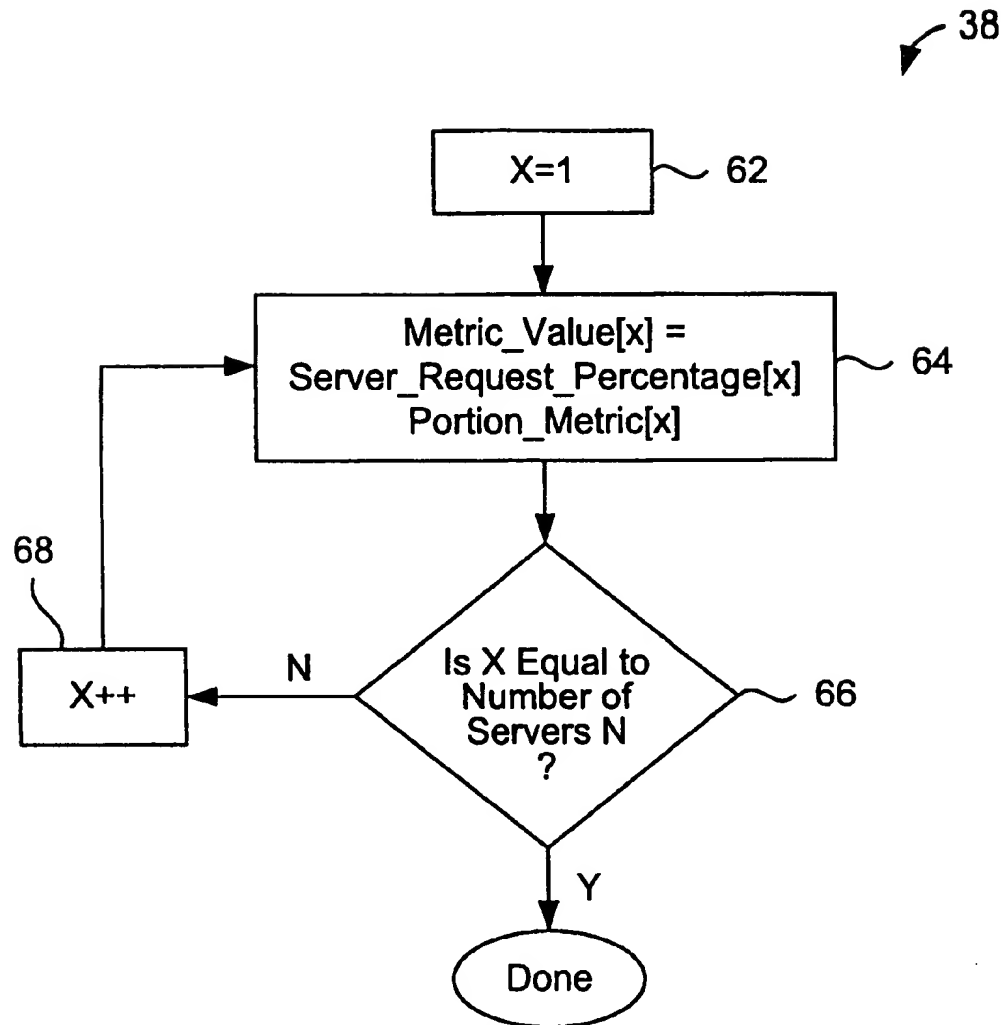 38
X=1
62
Metric_Value[x] =
Server_Request_Percentage[x]
Portion_Metric[x]
64
68
X++
N
Is X Equal to
Number of
Servers N
?
66
Y
Done